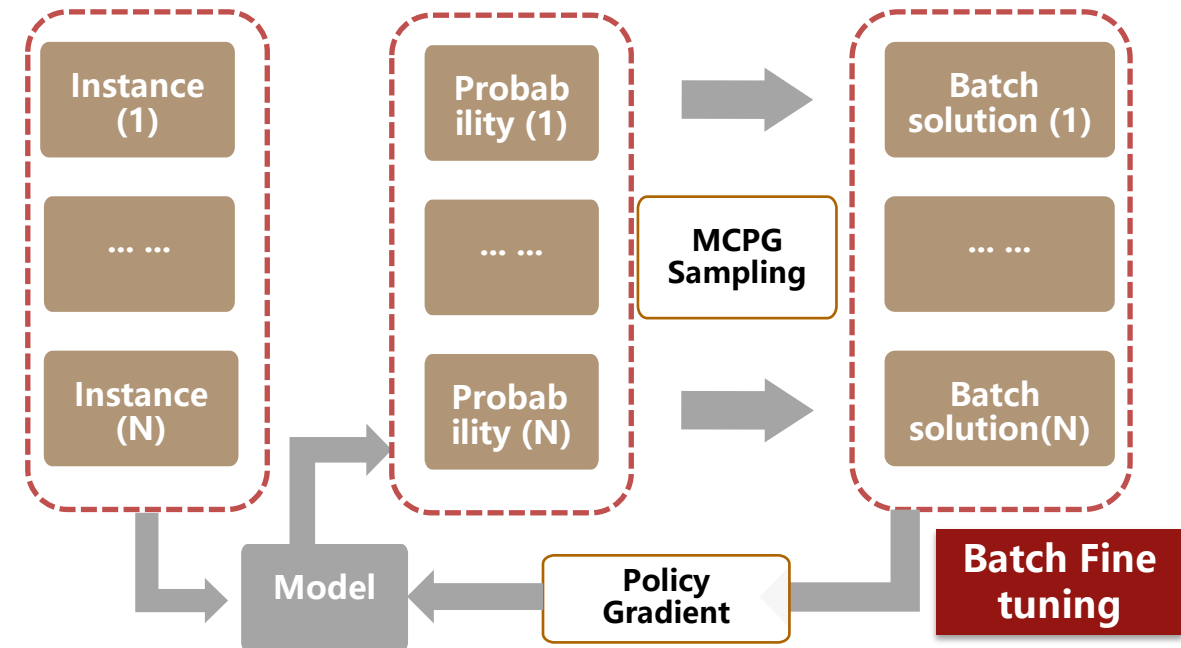 Instance
(1)
... ...
Instance
(N)
Probab
ility (1)
... ...
Probab
ility (N)
MCPG
Sampling
Batch
solution (1)
... ...
Batch
solution(N)
Model
Policy
Gradient
Batch Fine
tuning